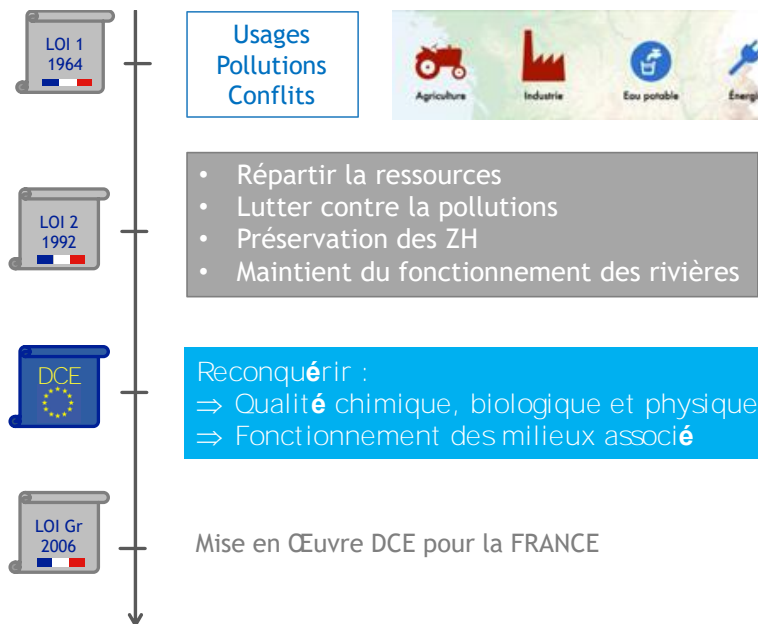 LOI 1
1964
Usages
Pollutions
Conflits
Agriculture
Industrie
Eau potable
Énergi
LOI 2
1992
• Répartir la ressources
• Lutter contre la pollutions
• Préservation des ZH
• Maintient du fonctionnement des rivières
DCE
Reconquérir :
⇒ Qualité chimique, biologique et physique
⇒ Fonctionnement des milieux associé
LOI Gr
2006
Mise en Œuvre DCE pour la FRANCE